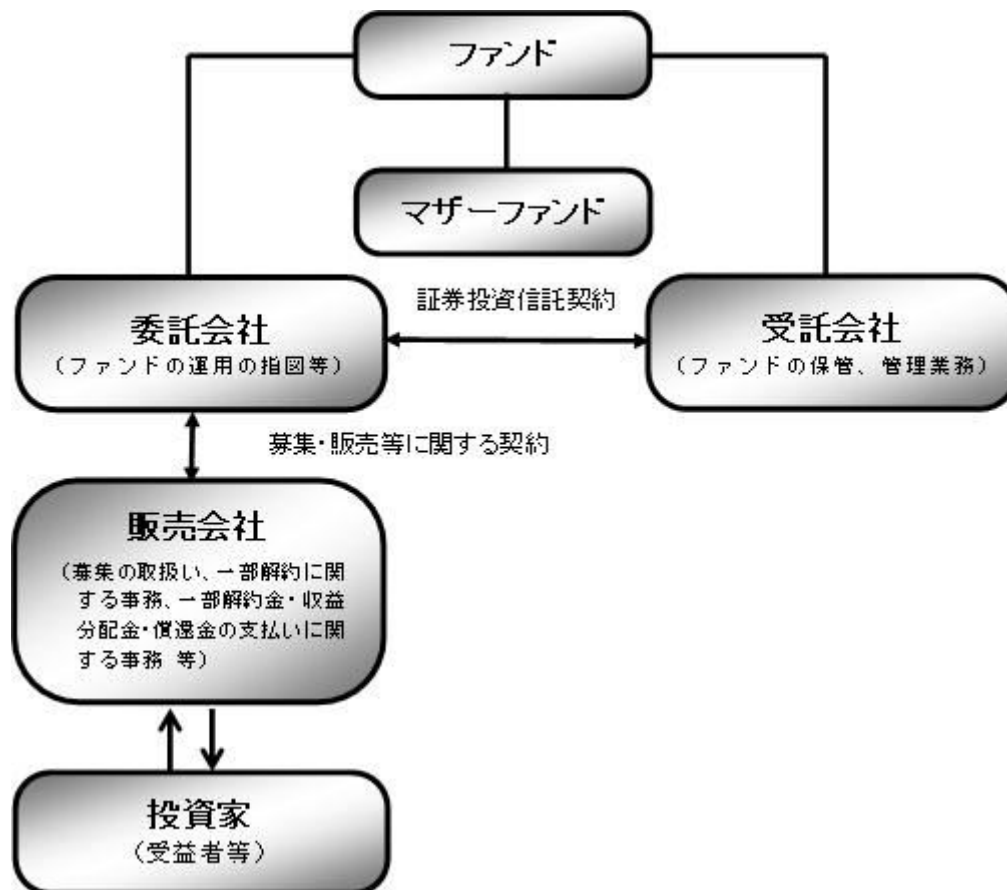 ファンド
マザーファンド
証券投資信託契約
委託会社
(ファンドの運用の指図等)
受託会社
(ファンドの保管、管理業務)
募集・販売等に関する契約
販売会社
(募集の取扱い、一部解約に関
する事務、一部解約金・収益
分配金・償還金の支払いに関
する事務 等)
投資家
(受益者等)